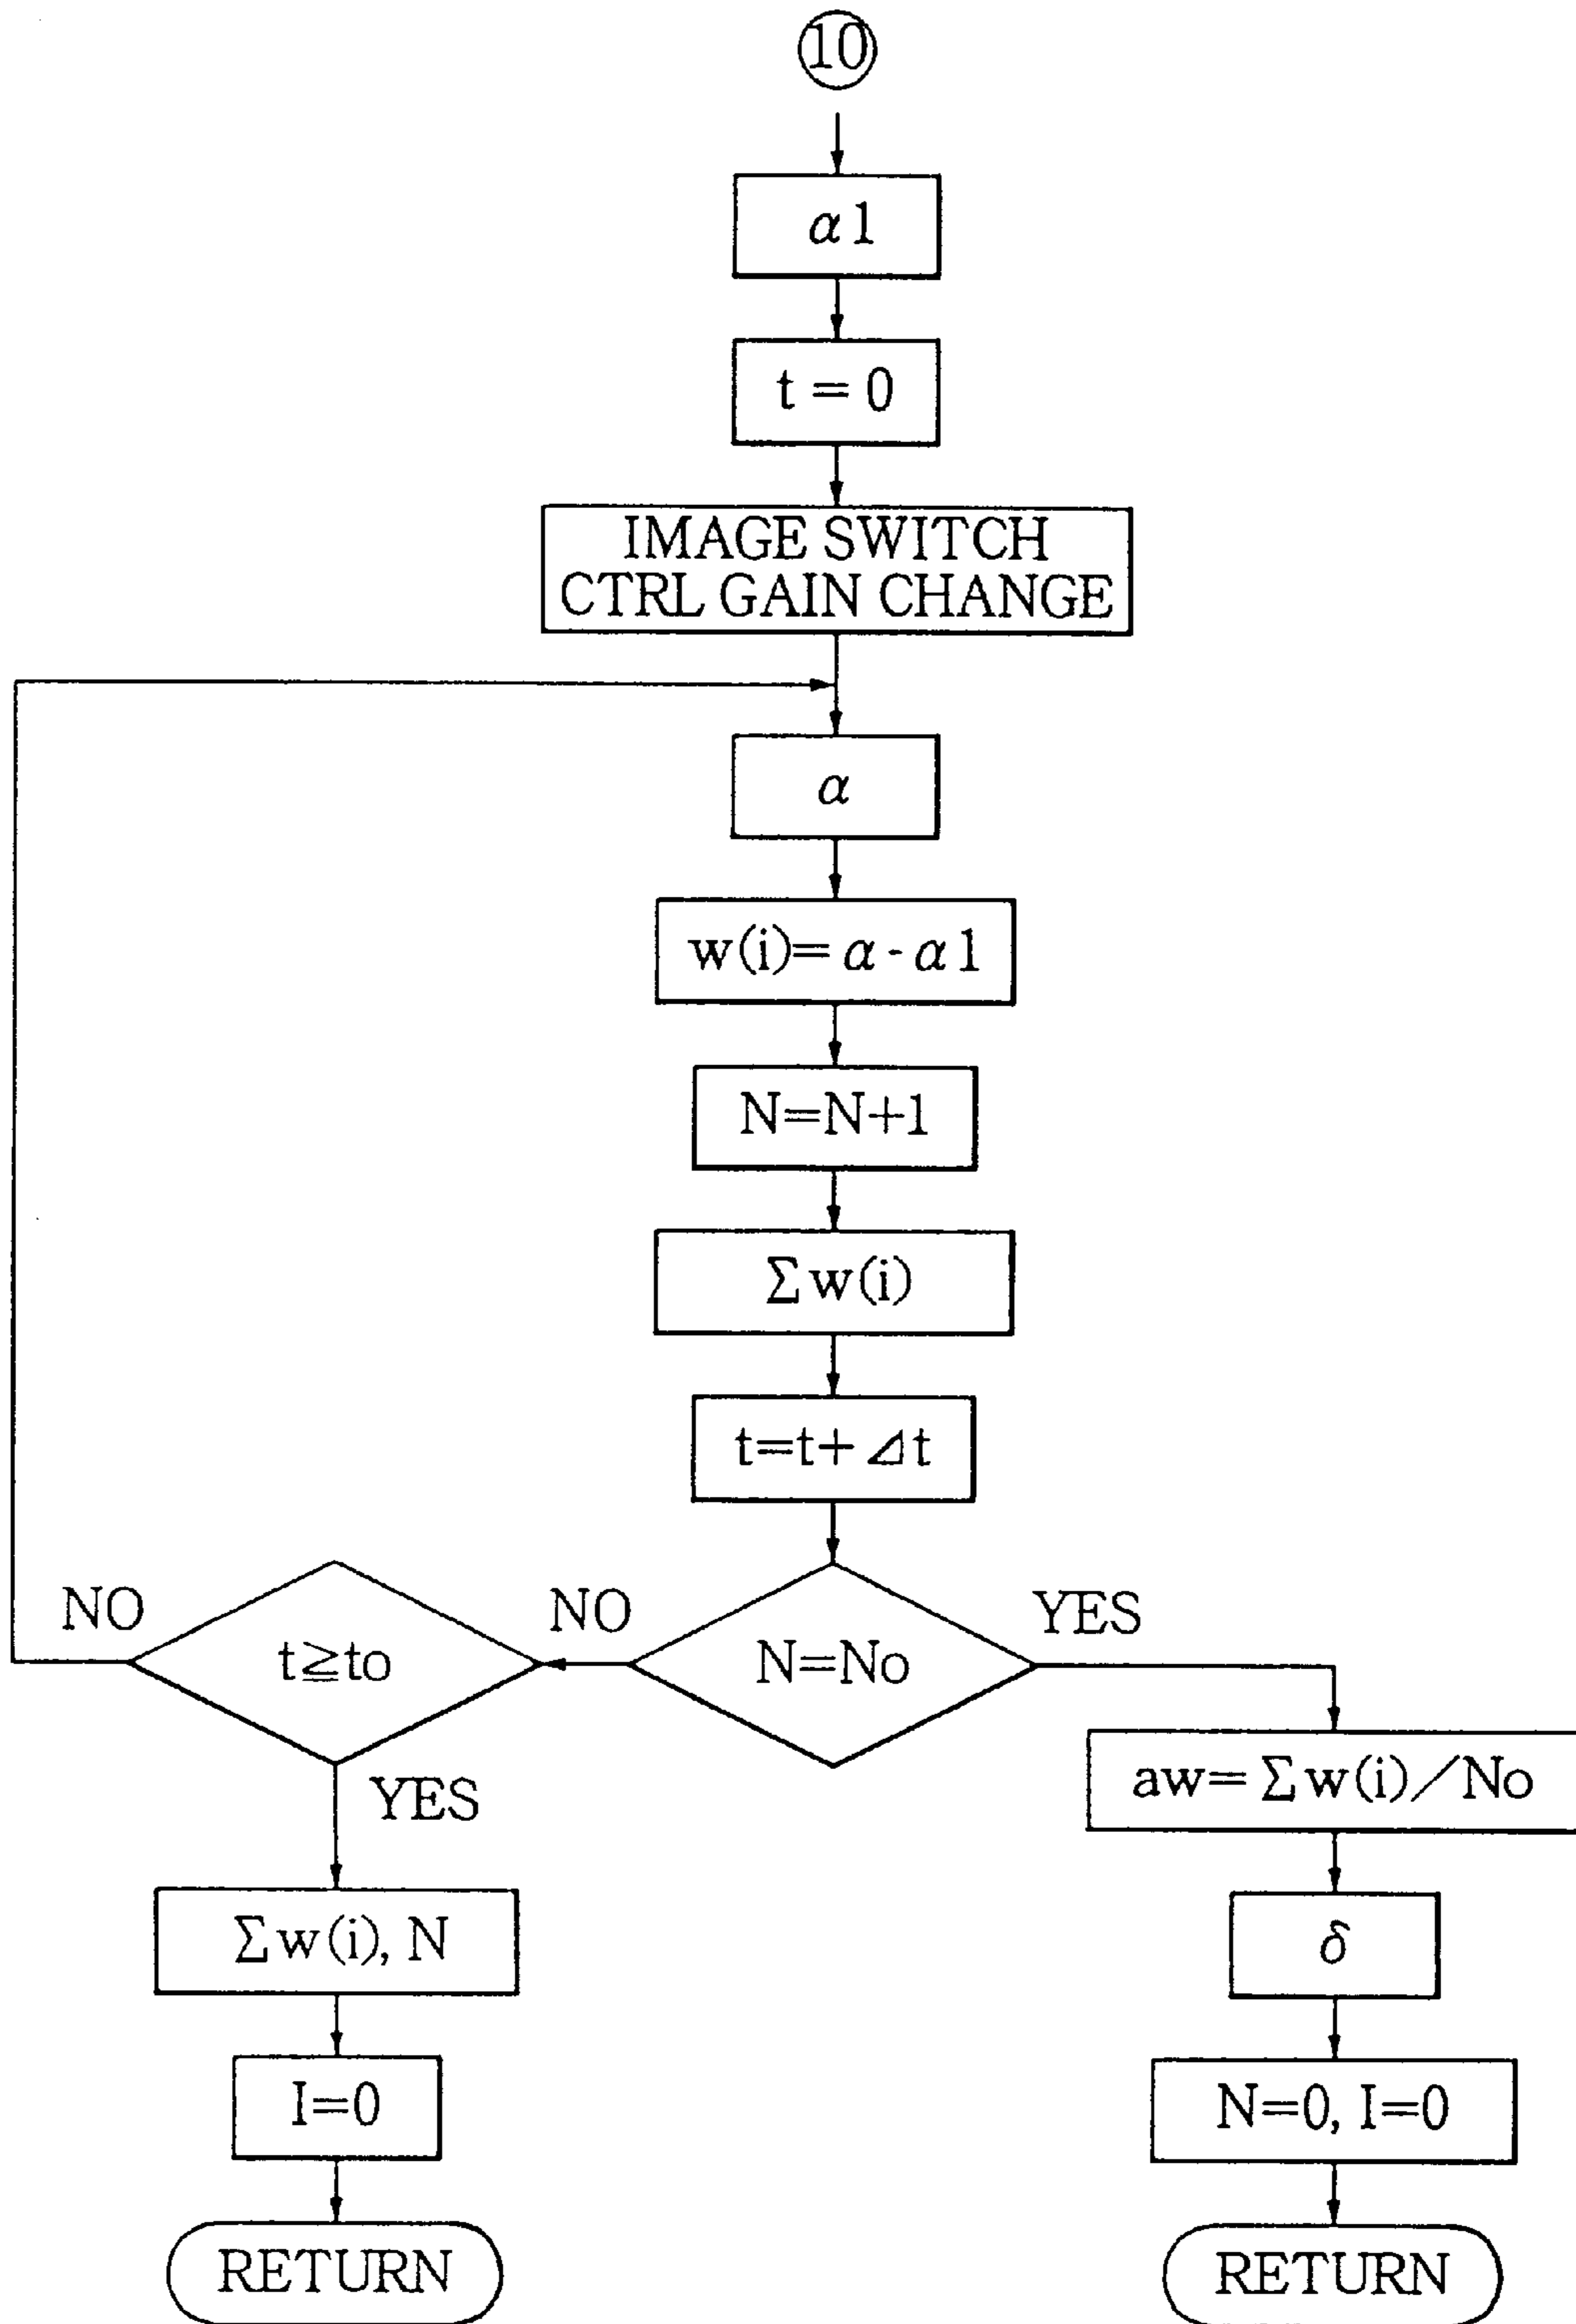 10
α1
t = 0
IMAGE SWITCH
CTRL GAIN CHANGE
α
w(i)=α-α1
N=N+1
Σw(i)
t=t+⊿t
NO
t≧to
NO
N=No
YES
YES
aw=Σw(i)／No
Σw(i), N
δ
I=0
N=0, I=0
RETURN
RETURN